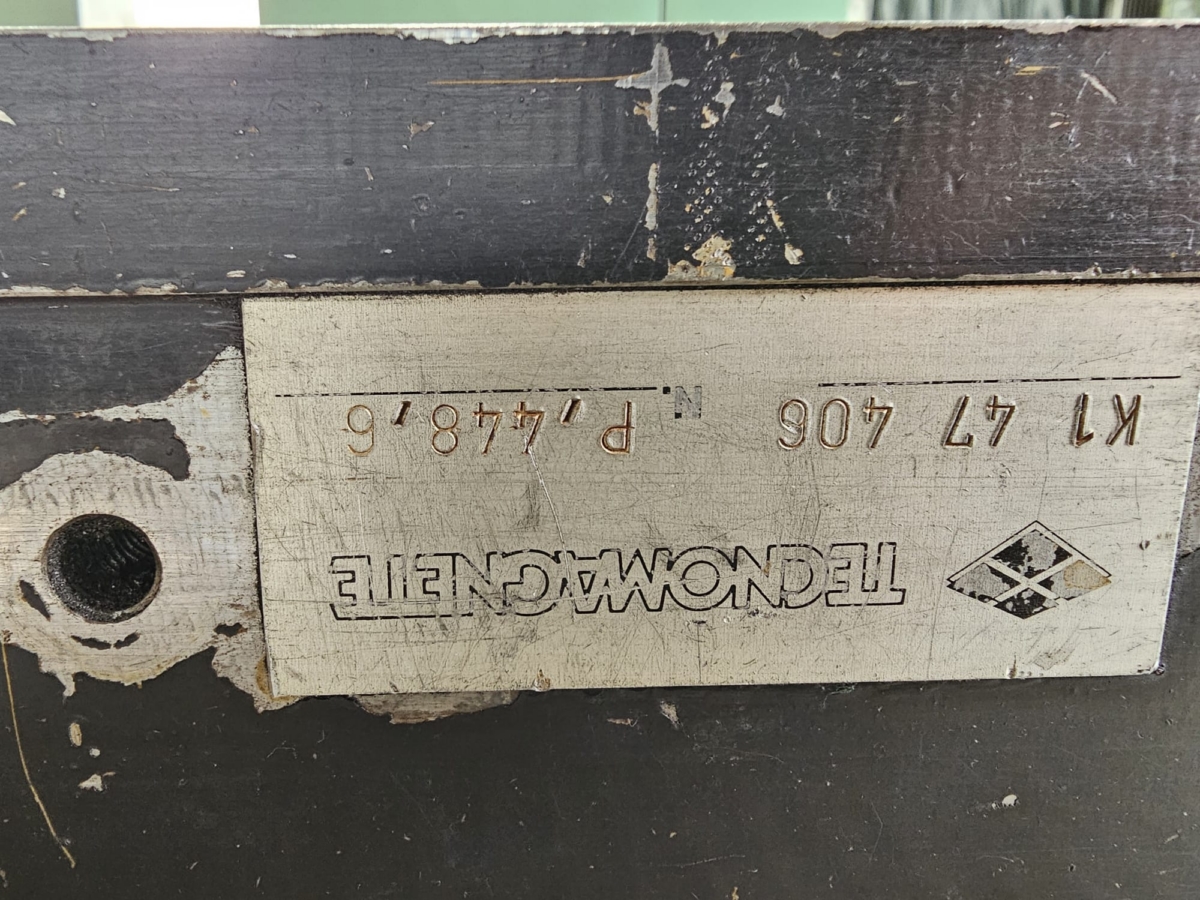 TECNOMAGNETE
K1 47 406 N. P,448,6